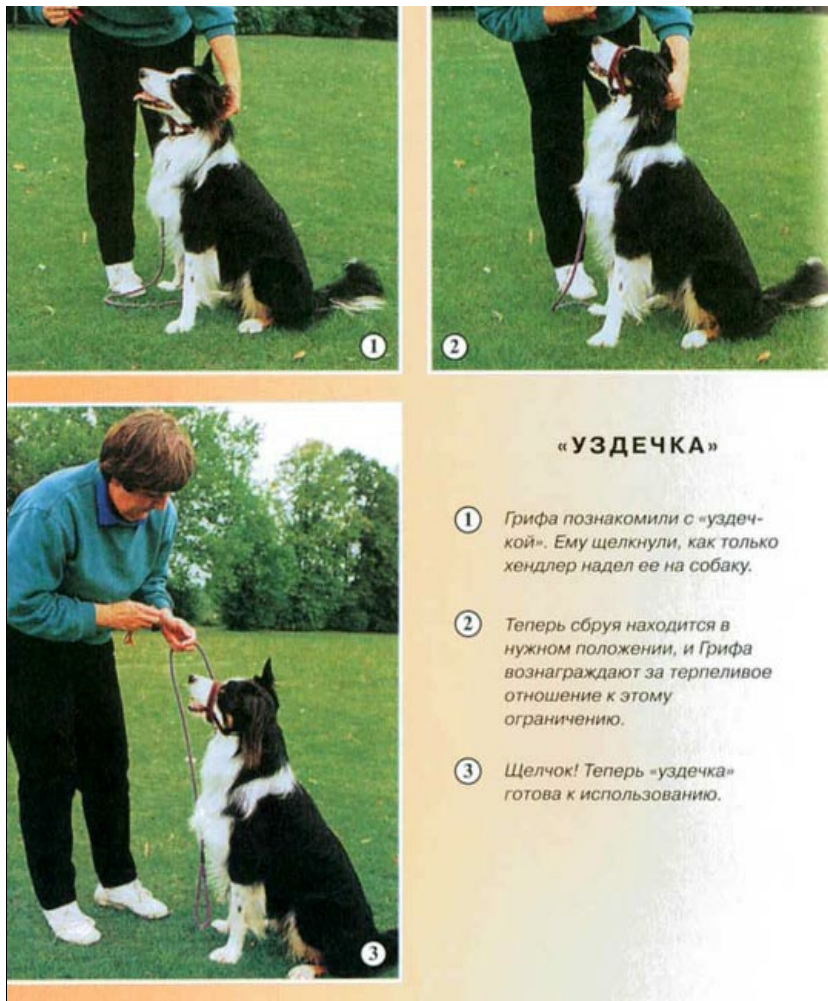 1
2
«УЗДЕЧКА»
1 Грифа познакомили с «уздеч-
кой». Ему щелкнули, как только
хендлер надел ее на собаку.
2 Теперь сбруя находится в
нужном положении, и Грифа
вознаграждают за терпеливое
отношение к этому
ограничению.
3 Щелчок! Теперь «уздечка»
готова к использованию.
3